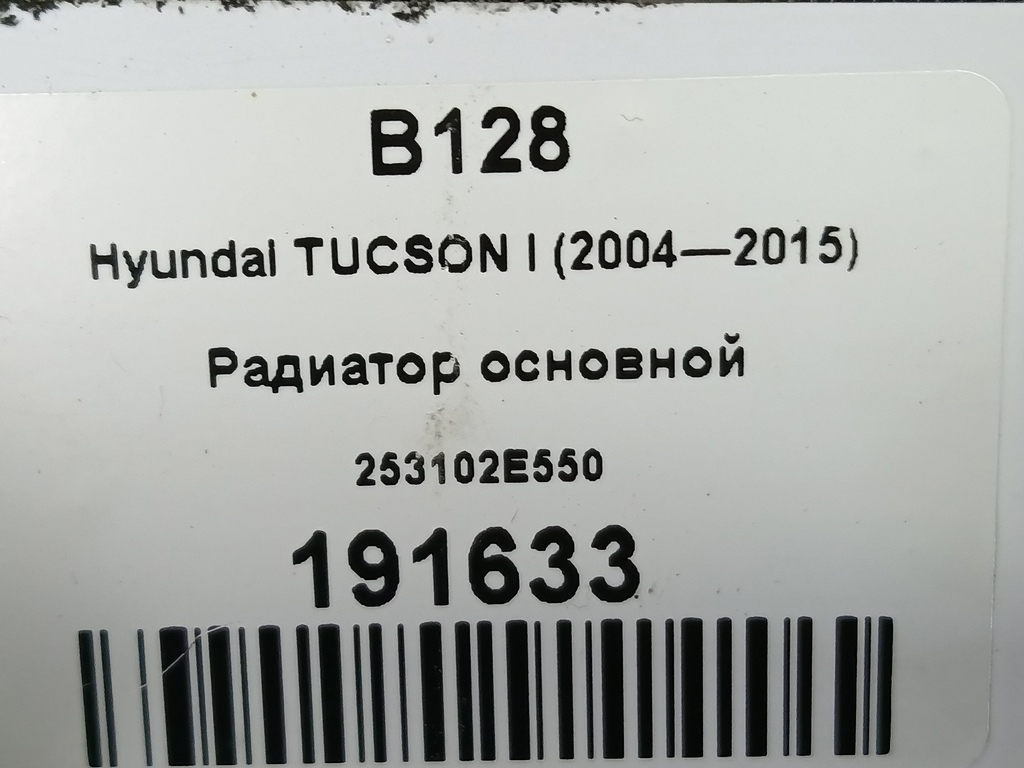 B128
Hyundai TUCSON I (2004—2015)
Радиатор основной
253102E550
191633